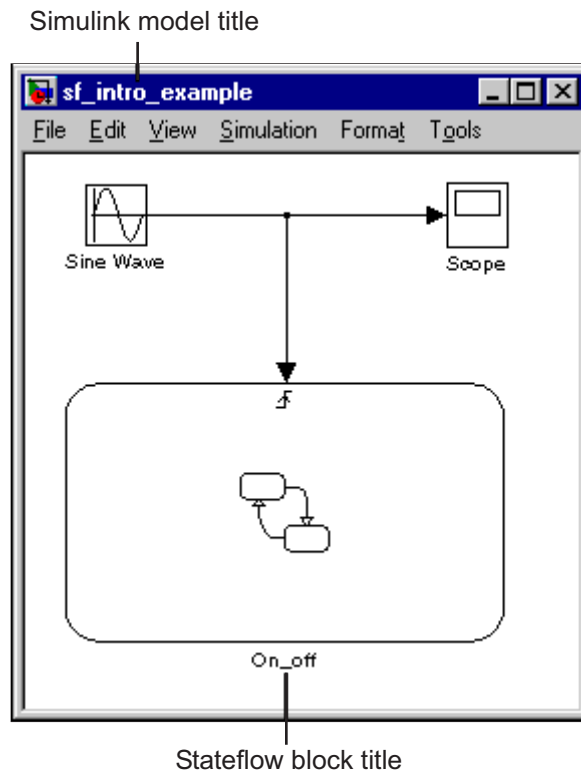 Simulink model title
sf_intro_example
File Edit View Simulation Format Tools
Sine Wave
Scope
On_off
Stateflow block title